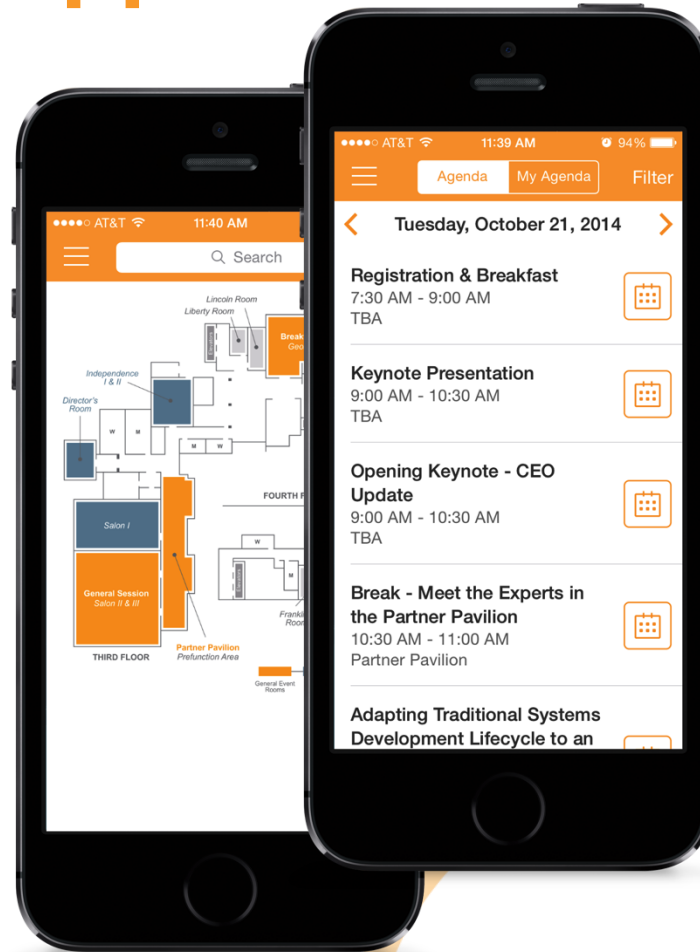 AT&T
11:40 AM
Search
Lincoln Room
Liberty Room
Independence
I & II
Director's
Room
W
M
M
W
Salon I
FOURTH
General Session
Salon II & III
W
M
THIRD FLOOR
Partner Pavilion
Prefunction Area
General Event
Rooms
AT&T
11:39 AM
94%
Agenda
My Agenda
Filter
Tuesday, October 21, 2014
Registration & Breakfast
7:30 AM - 9:00 AM
TBA
Keynote Presentation
9:00 AM - 10:30 AM
TBA
Opening Keynote - CEO
Update
9:00 AM - 10:30 AM
TBA
Break - Meet the Experts in
the Partner Pavilion
10:30 AM - 11:00 AM
Partner Pavilion
Adapting Traditional Systems
Development Lifecycle to an